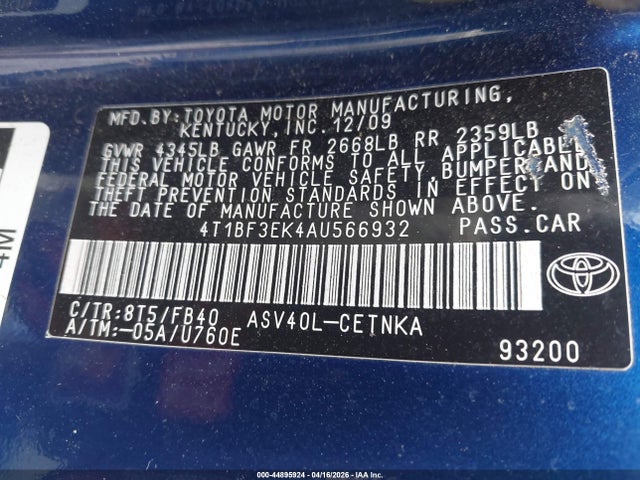 MFD.BY:TOYOTA MOTOR MANUFACTURING,
KENTUCKY,INC.12/09
GVWR 4345LB GAWR FR 2668LB RR 2359LB
THIS VEHICLE CONFORMS TO ALL APPLICABLE
FEDERAL MOTOR VEHICLE SAFETY,BUMPER,AND
THEFT PREVENTION STANDARDS IN EFFECT ON
THE DATE OF MANUFACTURE SHOWN ABOVE.
4T1BF3EK4AU566932 PASS.CAR
C/TR:8T5/FB40 ASV40L-CETNKA
A/TM:-05A/U760E
93200
TOYOTA
4M
000-44895924 | 04/16/2026 | IAA Inc.